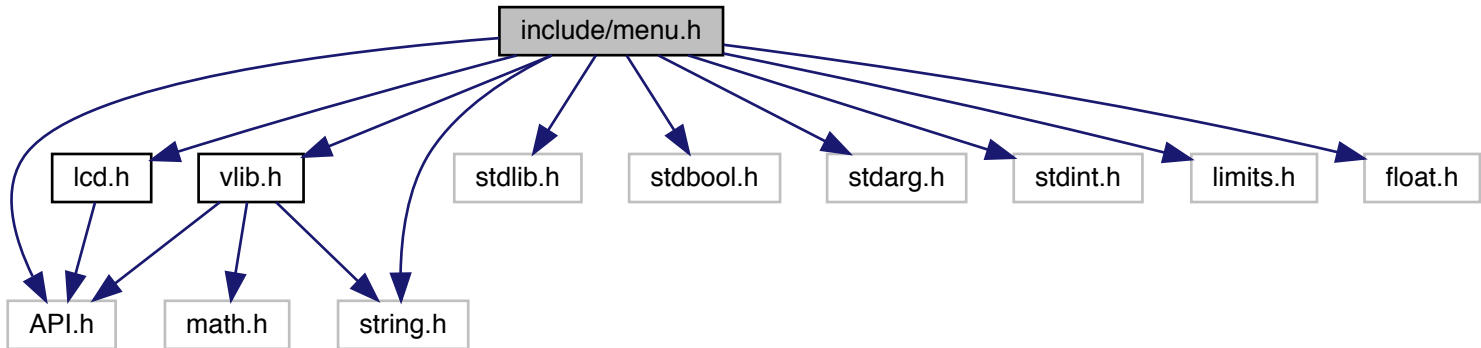 include/menu.h
lcd.h
vlib.h
stdlib.h
stdbool.h
stdarg.h
stdint.h
limits.h
float.h
API.h
math.h
string.h